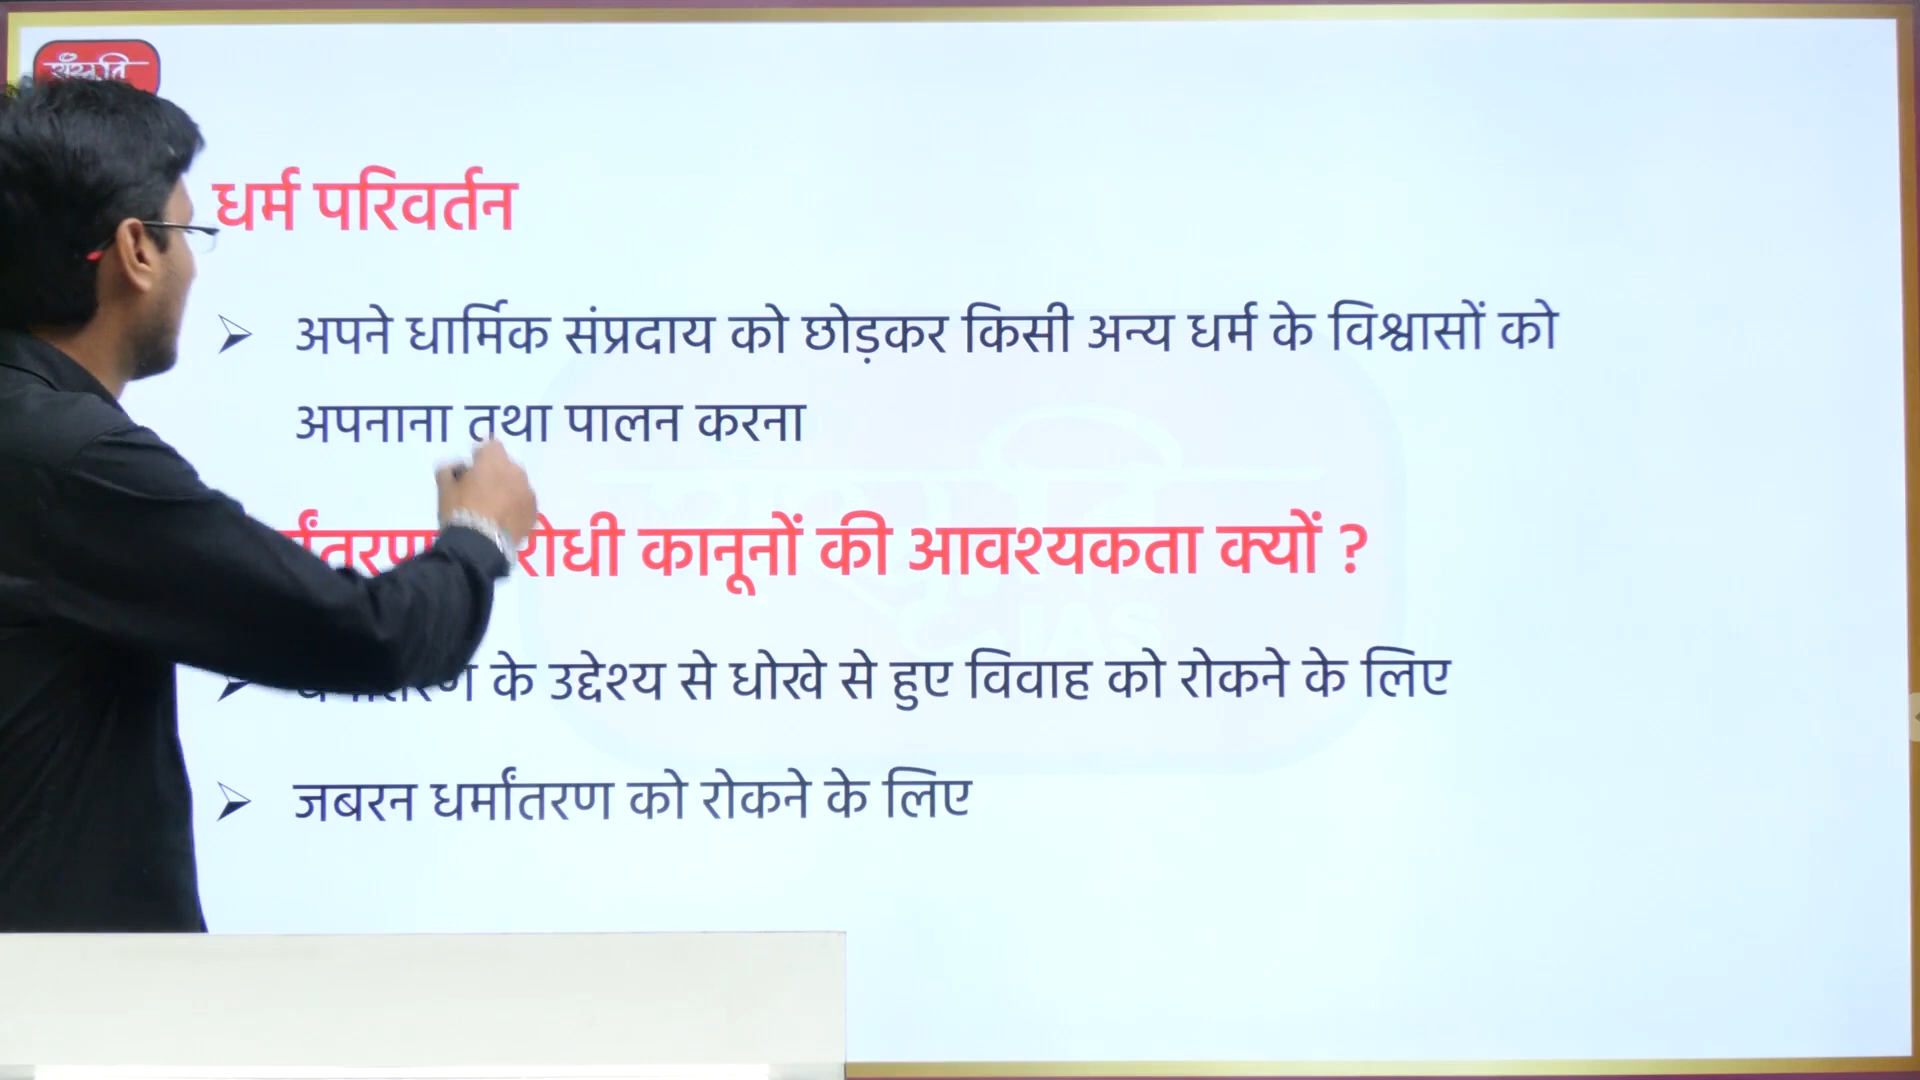 संस्कृति
धर्म परिवर्तन
अपने धार्मिक संप्रदाय को छोड़कर किसी अन्य धर्म के विश्वासों को
अपनाना तथा पालन करना
कानूनों की आवश्यकता क्यों ?
के उद्देश्य से धोखे से हुए विवाह को रोकने के लिए
जबरन धर्मांतरण को रोकने के लिए
IAS